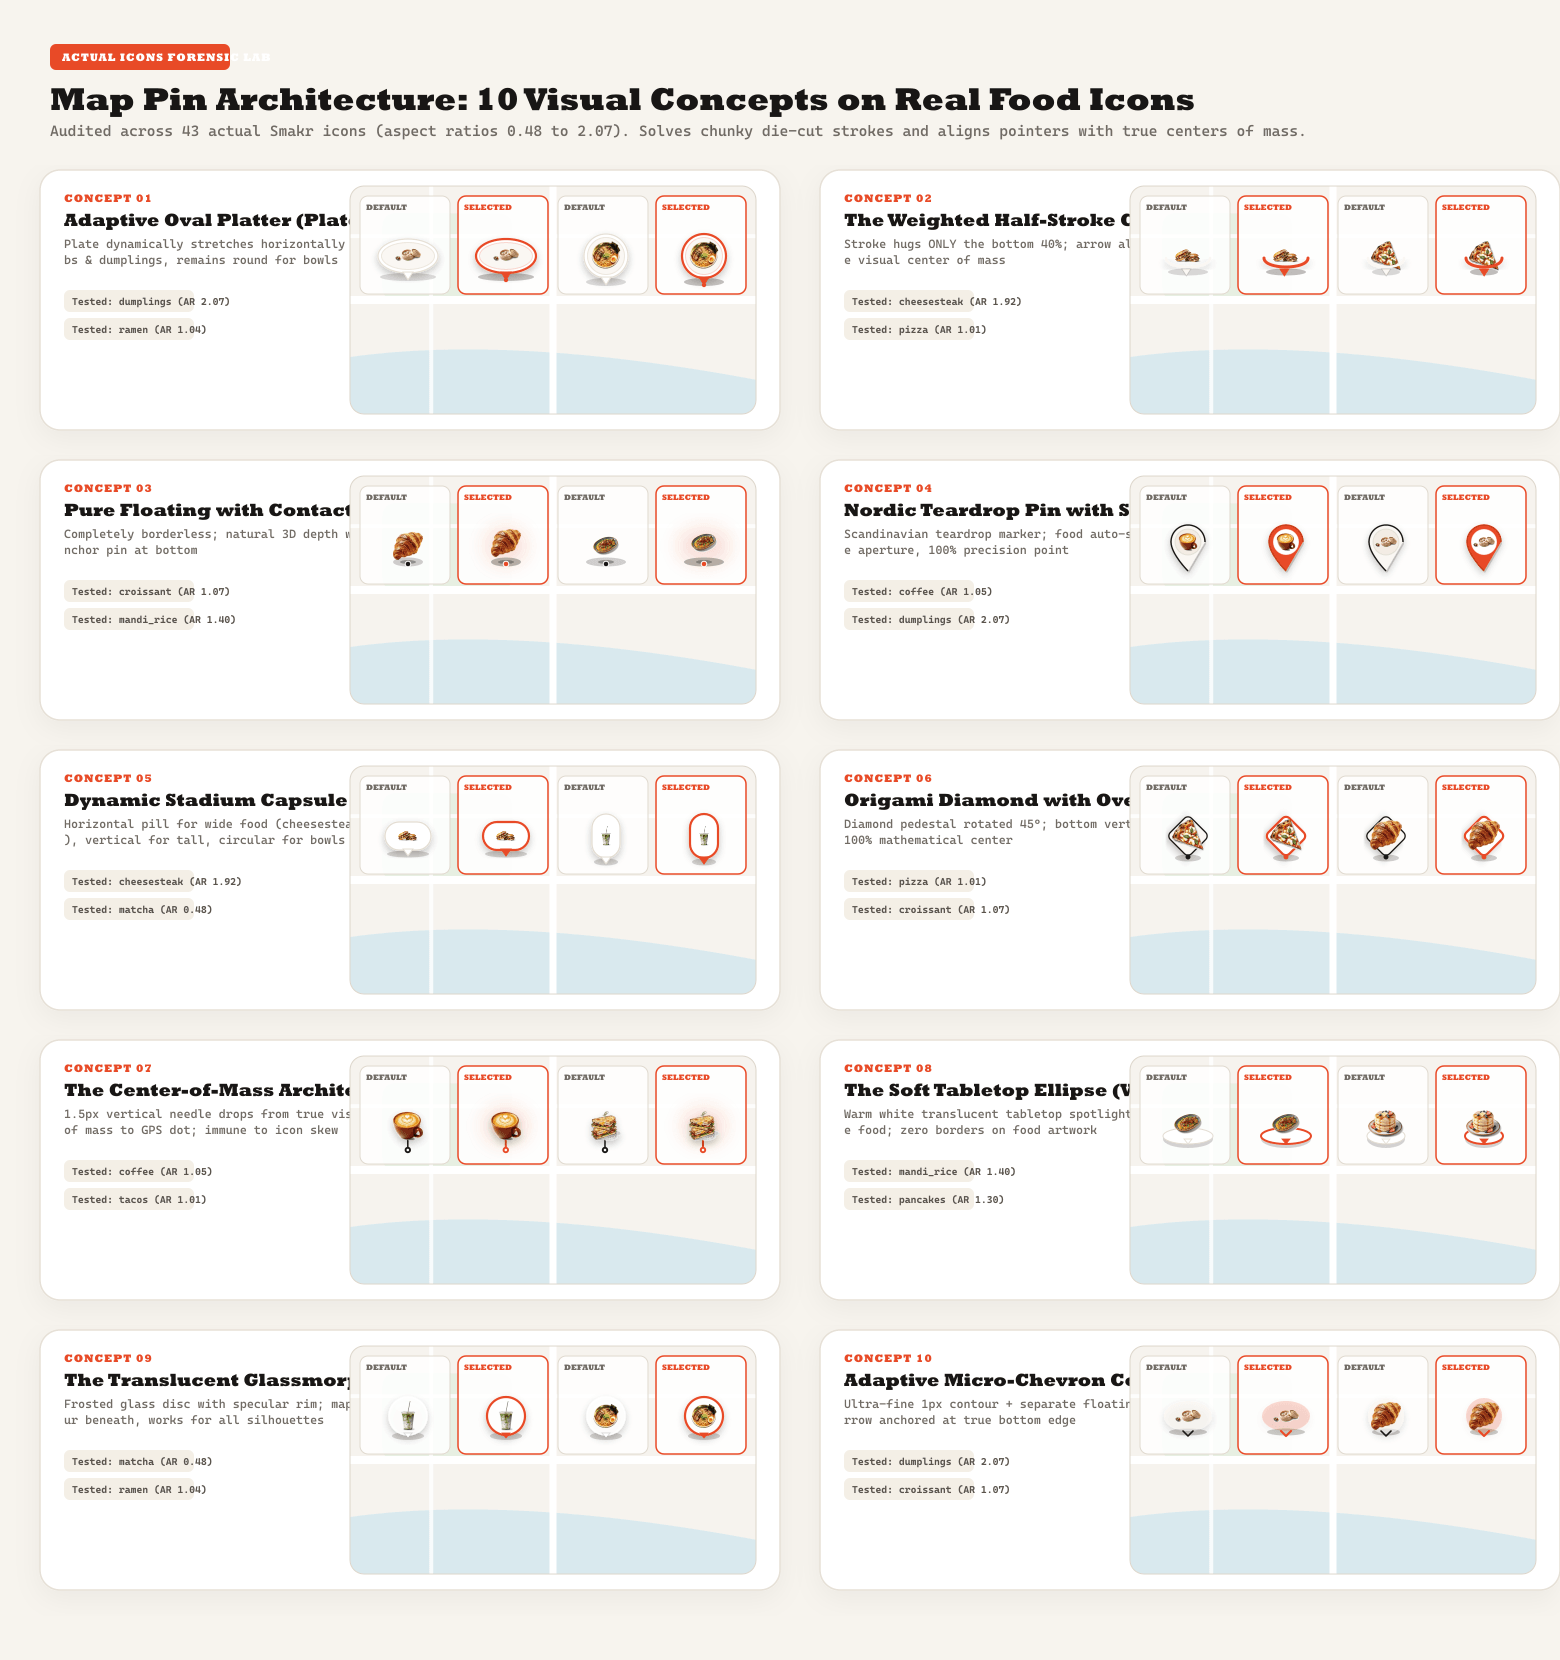 ACTUAL ICONS FORENSIC LAB
Map Pin Architecture: 10 Visual Concepts on Real Food Icons
Audited across 43 actual Smakr icons (aspect ratios 0.48 to 2.07). Solves chunky die-cut strokes and aligns pointers with true centers of mass.
CONCEPT 01
Adaptive Oval Platter (Plat
Plate dynamically stretches horizontally
bs & dumplings, remains round for bowls
Tested: dumplings (AR 2.07)
Tested: ramen (AR 1.04)
DEFAULT
SELECTED
DEFAULT
SELECTED
CONCEPT 02
The Weighted Half-Stroke C
Stroke hugs ONLY the bottom 40%; arrow al
e visual center of mass
Tested: cheesesteak (AR 1.92)
Tested: pizza (AR 1.01)
DEFAULT
SELECTED
DEFAULT
SELECTED
CONCEPT 03
Pure Floating with Contact
Completely borderless; natural 3D depth w
nchor pin at bottom
Tested: croissant (AR 1.07)
Tested: mandi_rice (AR 1.40)
DEFAULT
SELECTED
DEFAULT
SELECTED
CONCEPT 04
Nordic Teardrop Pin with S
Scandinavian teardrop marker; food auto-s
e aperture, 100% precision point
Tested: coffee (AR 1.05)
Tested: dumplings (AR 2.07)
DEFAULT
SELECTED
DEFAULT
SELECTED
CONCEPT 05
Dynamic Stadium Capsule
Horizontal pill for wide food (cheesestea
), vertical for tall, circular for bowls
Tested: cheesesteak (AR 1.92)
Tested: matcha (AR 0.48)
DEFAULT
SELECTED
DEFAULT
SELECTED
CONCEPT 06
Origami Diamond with Ove
Diamond pedestal rotated 45°; bottom vert
100% mathematical center
Tested: pizza (AR 1.01)
Tested: croissant (AR 1.07)
DEFAULT
SELECTED
DEFAULT
SELECTED
CONCEPT 07
The Center-of-Mass Archite
1.5px vertical needle drops from true vis
of mass to GPS dot; immune to icon skew
Tested: coffee (AR 1.05)
Tested: tacos (AR 1.01)
DEFAULT
SELECTED
DEFAULT
SELECTED
CONCEPT 08
The Soft Tabletop Ellipse (W
Warm white translucent tabletop spotlight
e food; zero borders on food artwork
Tested: mandi_rice (AR 1.40)
Tested: pancakes (AR 1.30)
DEFAULT
SELECTED
DEFAULT
SELECTED
CONCEPT 09
The Translucent Glassmorp
Frosted glass disc with specular rim; map
ur beneath, works for all silhouettes
Tested: matcha (AR 0.48)
Tested: ramen (AR 1.04)
DEFAULT
SELECTED
DEFAULT
SELECTED
CONCEPT 10
Adaptive Micro-Chevron Co
Ultra-fine 1px contour + separate floatin
rrow anchored at true bottom edge
Tested: dumplings (AR 2.07)
Tested: croissant (AR 1.07)
DEFAULT
SELECTED
DEFAULT
SELECTED